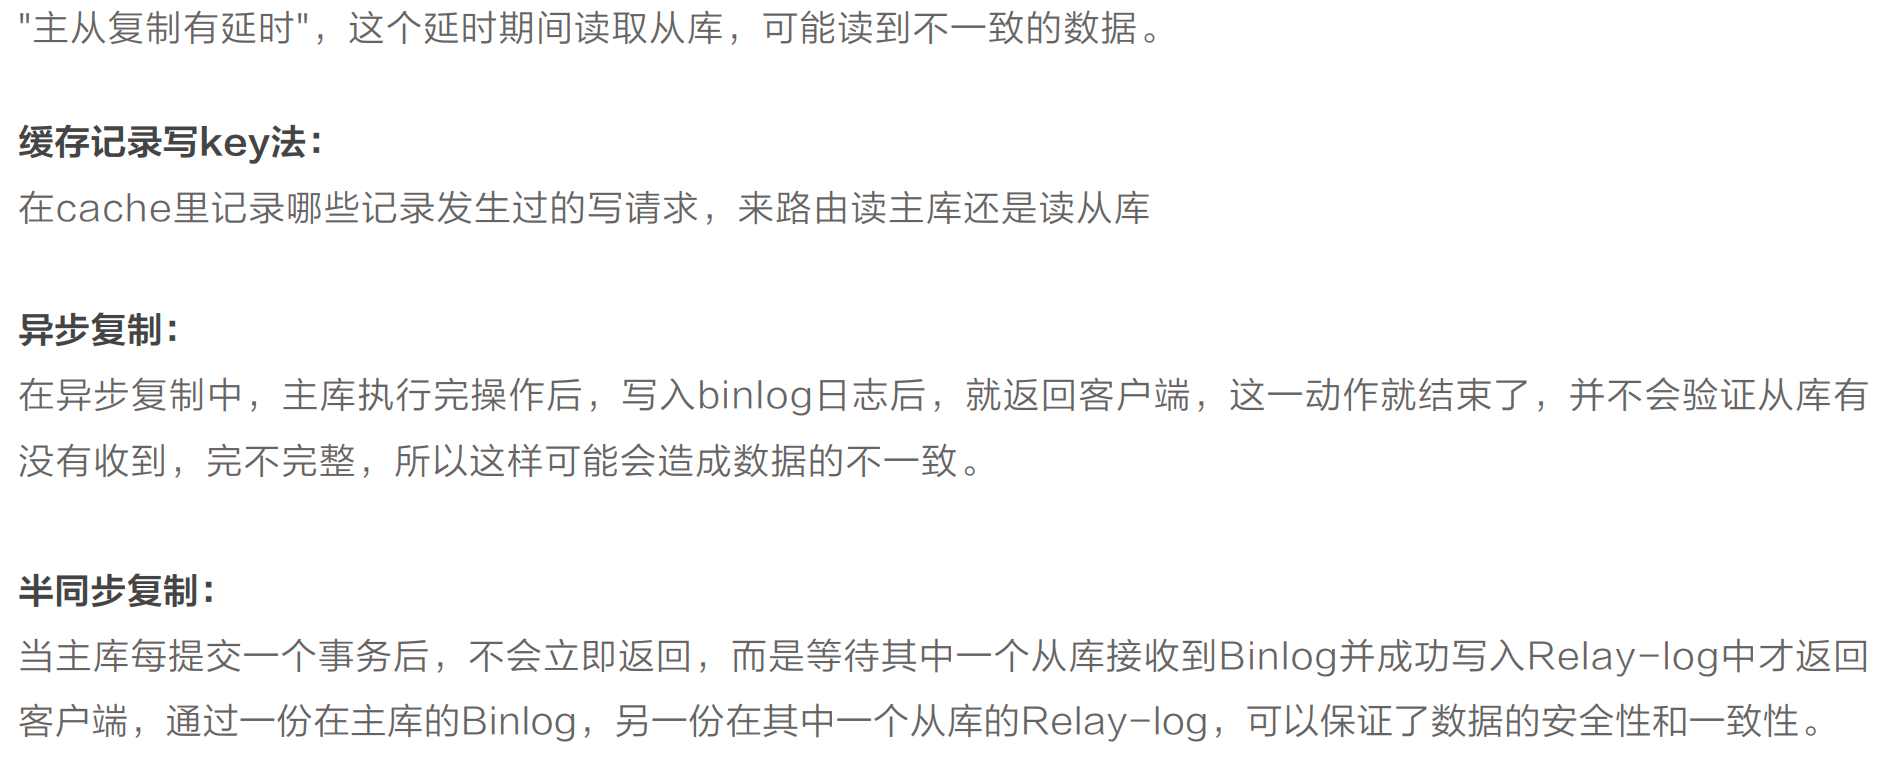 "主从复制有延时"，这个延时期间读取从库，可能读到不一致的数据。
缓存记录写key法：
在cache里记录哪些记录发生过的写请求，来路由读主库还是读从库
异步复制：
在异步复制中，主库执行完操作后，写入binlog日志后，就返回客户端，这一动作就结束了，并不会验证从库有
没有收到，完不完整，所以这样可能会造成数据的不一致。
半同步复制：
当主库每提交一个事务后，不会立即返回，而是等待其中一个从库接收到Binlog并成功写入Relay-log中才返回
客户端，通过一份在主库的Binlog，另一份在其中一个从库的Relay-log，可以保证了数据的安全性和一致性。